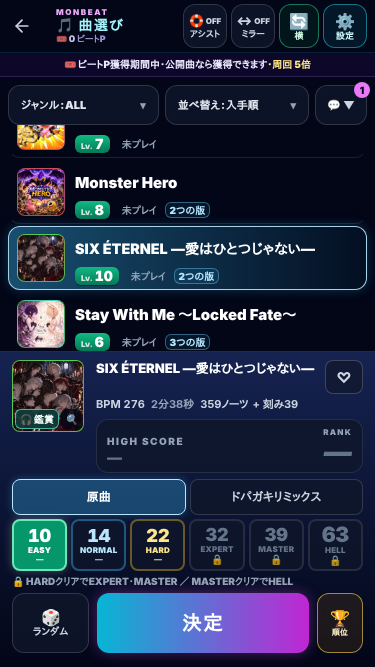 MONBEAT
🎵 曲選び
🎟 0 ビートP
🛟 OFF
アシスト
↔ OFF
ミラー
🔄
横
⚙️
設定
🎟ビートP獲得期間中・公開曲なら獲得できます・周回 5倍
ジャンル:ALL ▼
並べ替え:入手順 ▼
💬 ▼
1
Lv. 7 未プレイ
Monster Hero
Lv. 8 未プレイ 2つの版
SIX ÉTERNEL —愛はひとつじゃない—
Lv. 10 未プレイ 2つの版
Stay With Me 〜Locked Fate〜
Lv. 6 未プレイ 3つの版
SIX ÉTERNEL —愛はひとつじゃない—
♡
BPM 276 2分38秒 359ノーツ + 刻み39
🎧 鑑賞 🔍
HIGH SCORE
—
RANK
—
原曲
ドパガキリミックス
10
EASY
—
14
NORMAL
—
22
HARD
—
32
EXPERT
🔒
39
MASTER
🔒
63
HELL
🔒
🔒 HARDクリアでEXPERT・MASTER ／ MASTERクリアでHELL
🎲
ランダム
決定
🏆
順位